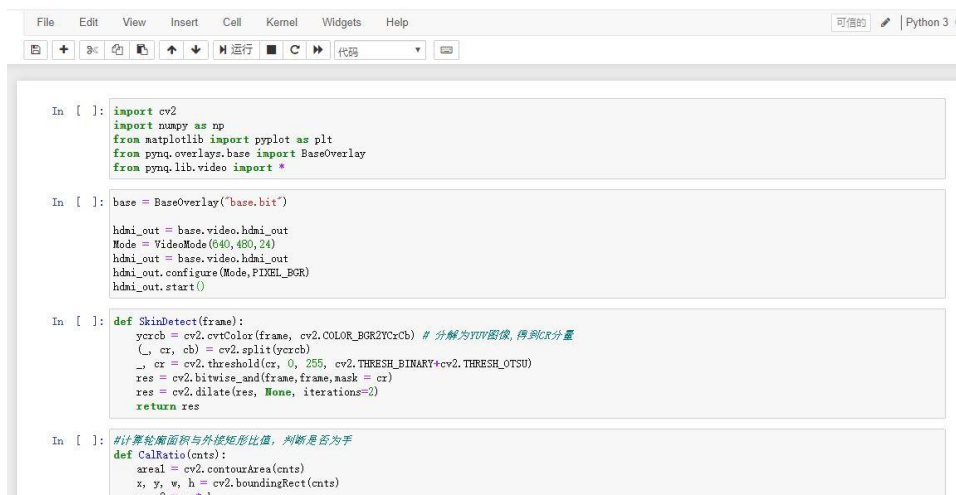 File Edit View Insert Cell Kernel Widgets Help 可信的 Python 3
运行 代码
In [ ]: import cv2
import numpy as np
from matplotlib import pyplot as plt
from pynq.overlays.base import BaseOverlay
from pynq.lib.video import *
In [ ]: base = BaseOverlay("base.bit")
hdmi_out = base.video.hdmi_out
Mode = VideoMode(640,480,24)
hdmi_out = base.video.hdmi_out
hdmi_out.configure(Mode,PIXEL_BGR)
hdmi_out.start()
In [ ]: def SkinDetect(frame):
ycrcb = cv2.cvtColor(frame, cv2.COLOR_BGR2YCrCb) # 分解为YUV图像,得到CR分量
(_, cr, cb) = cv2.split(ycrcb)
_, cr = cv2.threshold(cr, 0, 255, cv2.THRESH_BINARY+cv2.THRESH_OTSU)
res = cv2.bitwise_and(frame,frame,mask = cr)
res = cv2.dilate(res, None, iterations=2)
return res
In [ ]: #计算轮廓面积与外接矩形比值，判断是否为手
def CalRatio(cnts):
area1 = cv2.contourArea(cnts)
x, y, w, h = cv2.boundingRect(cnts)